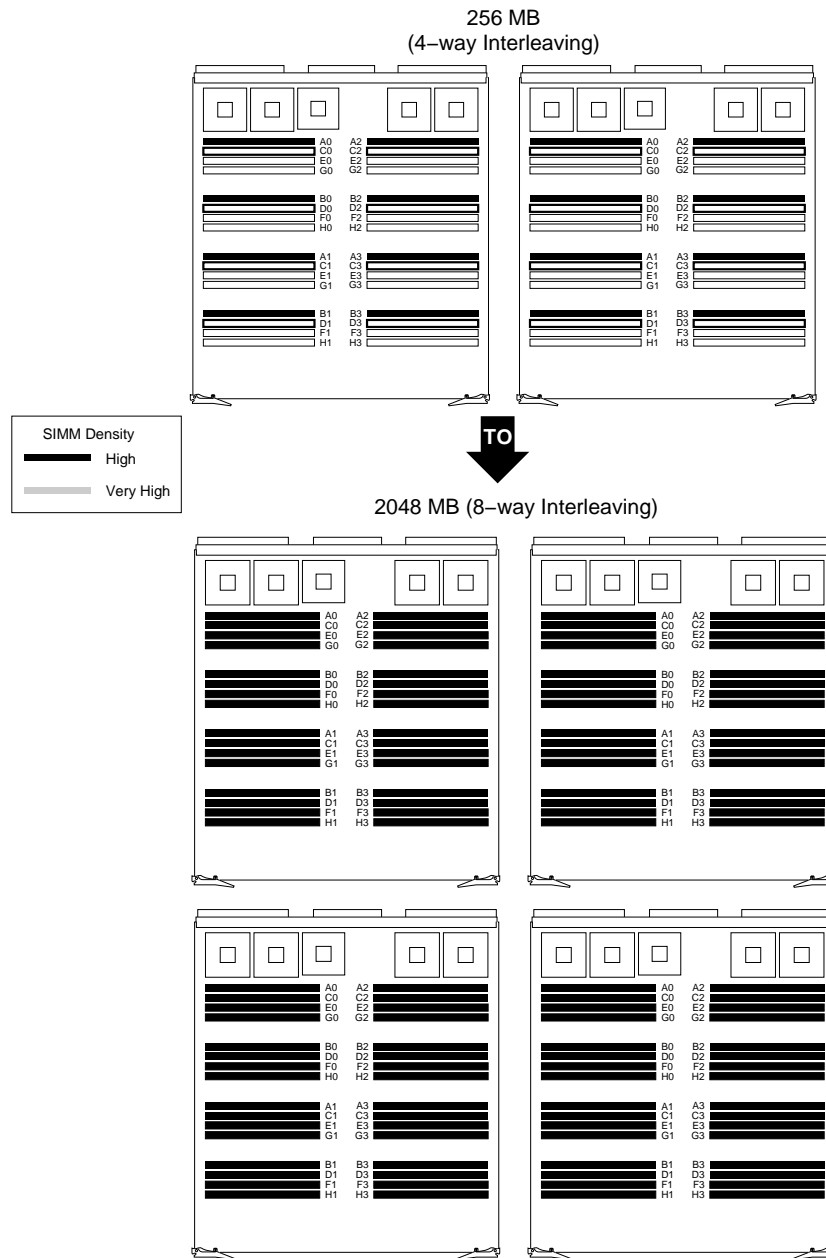 256 MB
(4–way Interleaving)
A0 A2 A0 A2
C0 C2 C0 C2
E0 E2 E0 E2
G0 G2 G0 G2
B0 B2 B0 B2
D0 D2 D0 D2
F0 F2 F0 F2
H0 H2 H0 H2
A1 A3 A1 A3
C1 C3 C1 C3
E1 E3 E1 E3
G1 G3 G1 G3
B1 B3 B1 B3
D1 D3 D1 D3
F1 F3 F1 F3
H1 H3 H1 H3
SIMM Density
High
Very High
TO
2048 MB (8–way Interleaving)
A0 A2 A0 A2
C0 C2 C0 C2
E0 E2 E0 E2
G0 G2 G0 G2
B0 B2 B0 B2
D0 D2 D0 D2
F0 F2 F0 F2
H0 H2 H0 H2
A1 A3 A1 A3
C1 C3 C1 C3
E1 E3 E1 E3
G1 G3 G1 G3
B1 B3 B1 B3
D1 D3 D1 D3
F1 F3 F1 F3
H1 H3 H1 H3
A0 A2 A0 A2
C0 C2 C0 C2
E0 E2 E0 E2
G0 G2 G0 G2
B0 B2 B0 B2
D0 D2 D0 D2
F0 F2 F0 F2
H0 H2 H0 H2
A1 A3 A1 A3
C1 C3 C1 C3
E1 E3 E1 E3
G1 G3 G1 G3
B1 B3 B1 B3
D1 D3 D1 D3
F1 F3 F1 F3
H1 H3 H1 H3